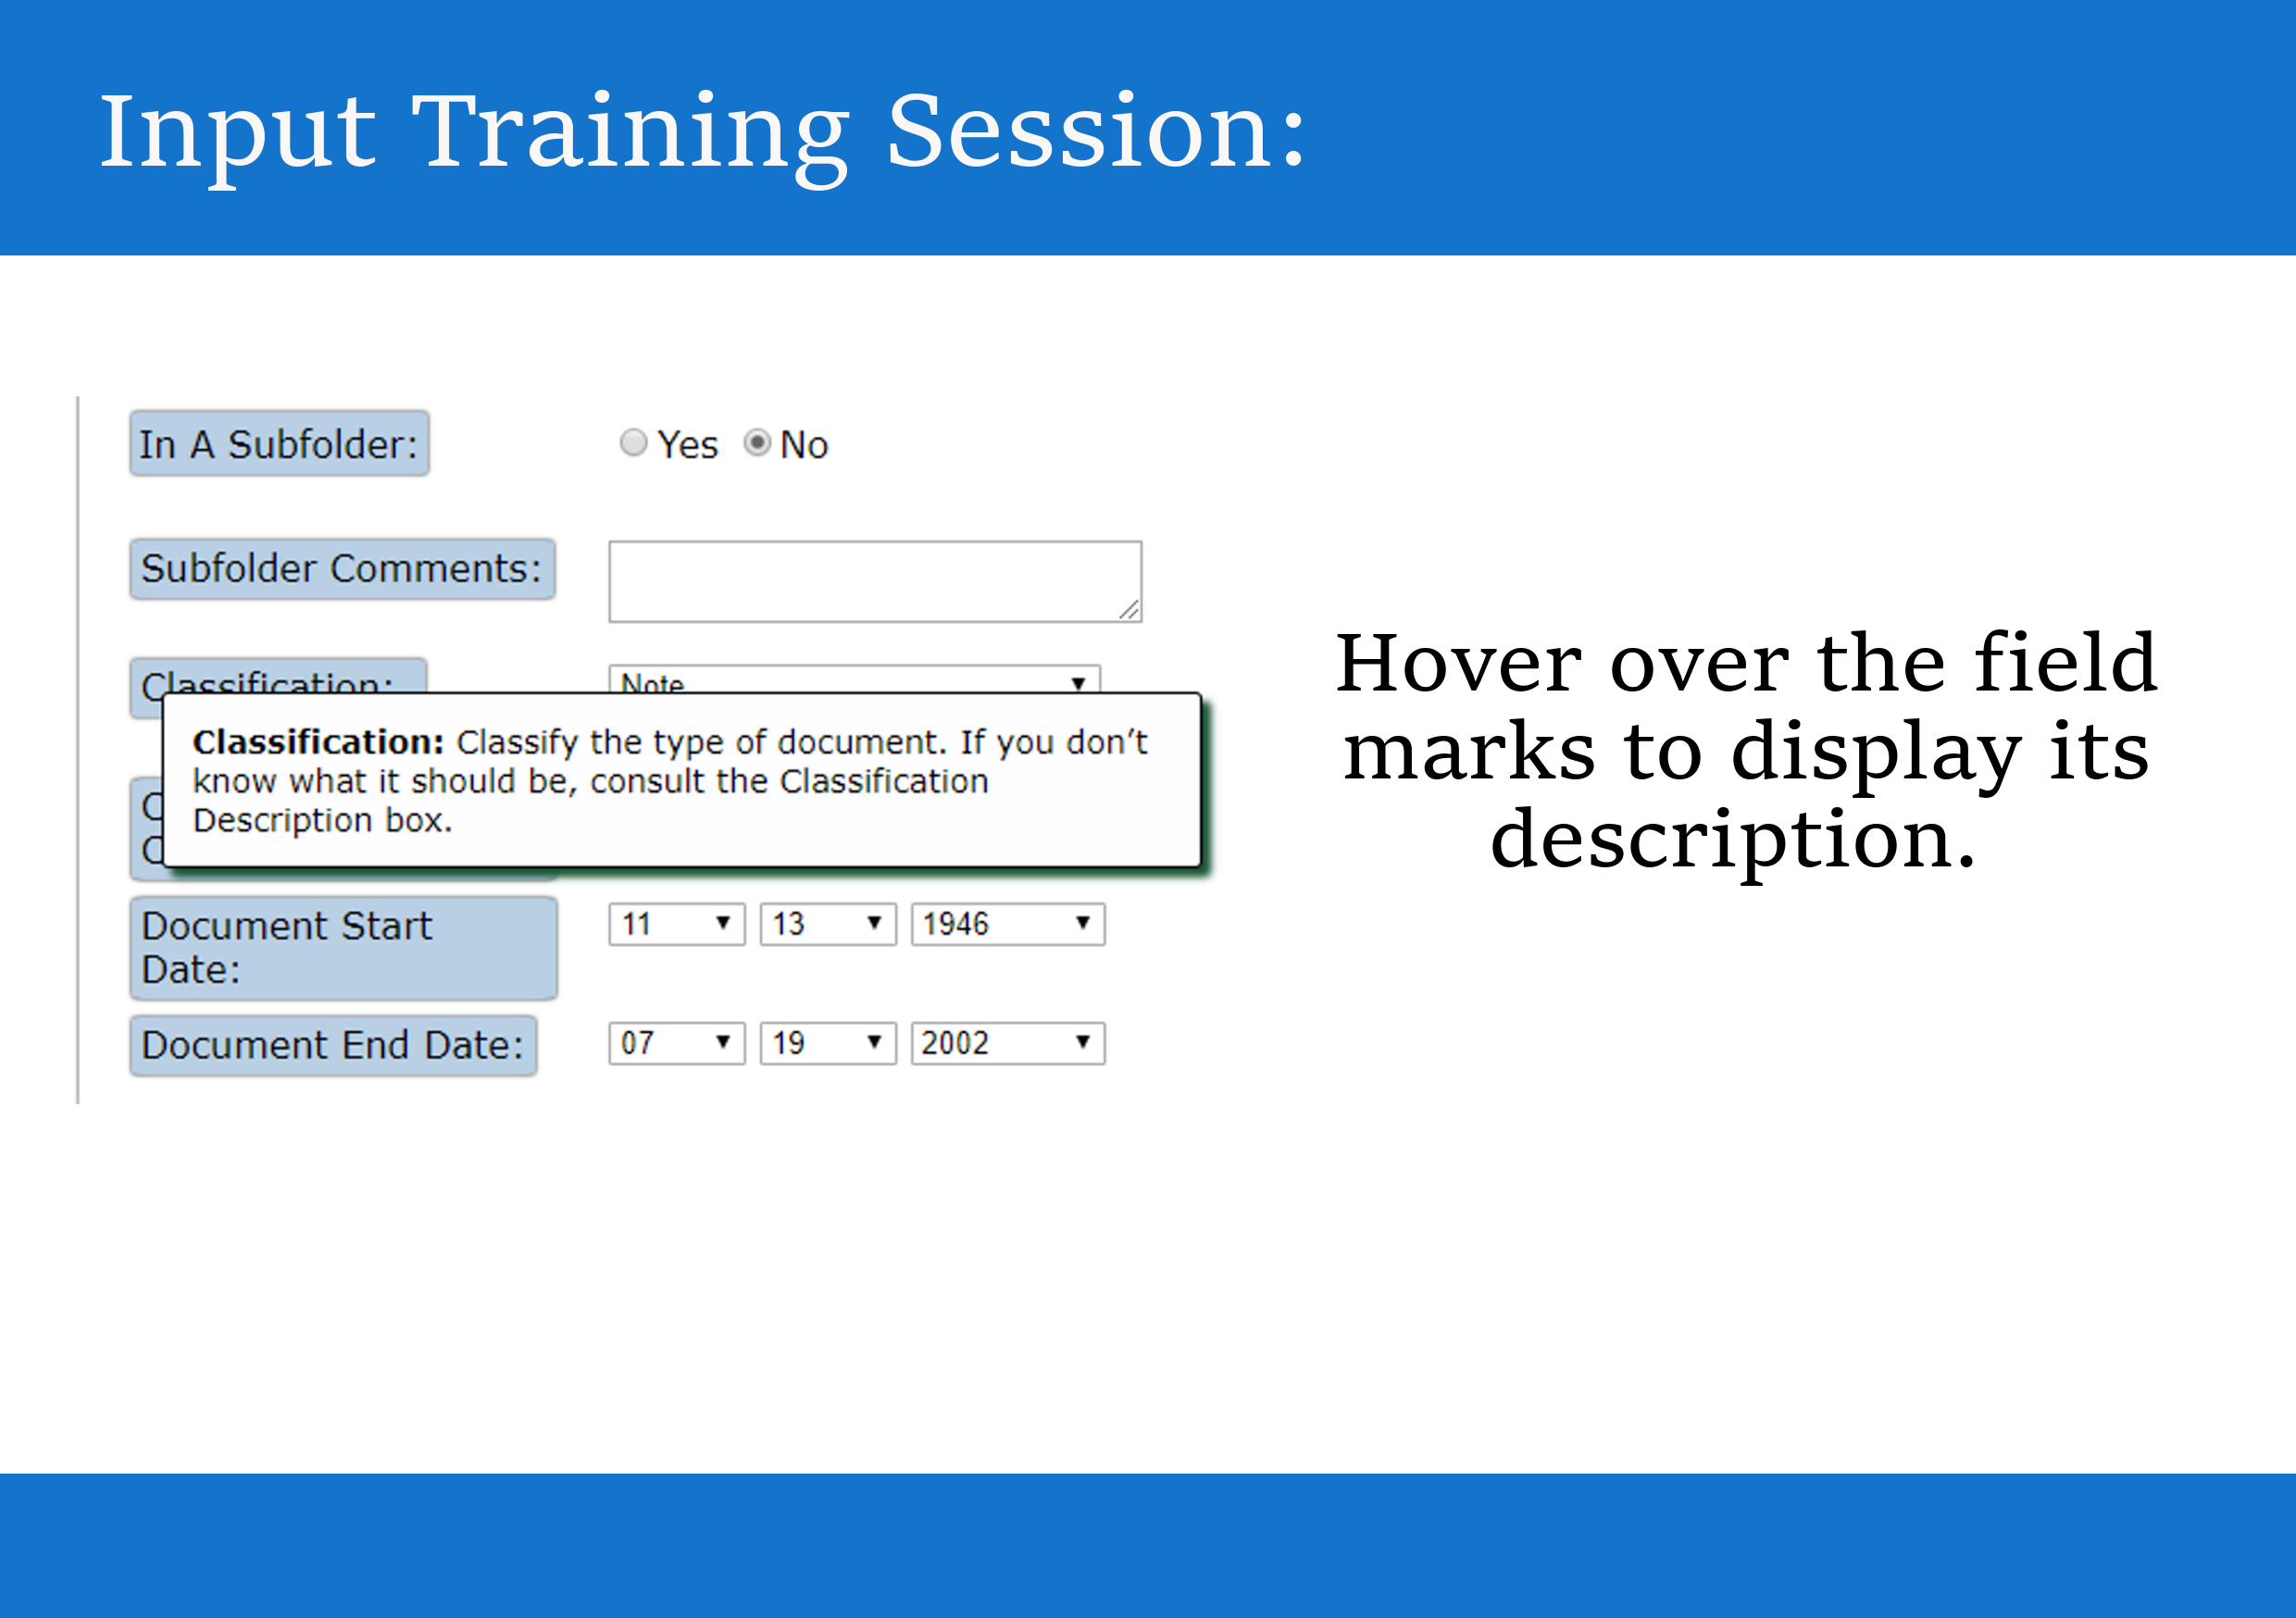 Input Training Session:
In A Subfolder: Yes No
Subfolder Comments:
Classification: Note
Classification: Classify the type of document. If you don't
know what it should be, consult the Classification
Description box.
Document Start
Date: 11 13 1946
Document End Date: 07 19 2002
Hover over the field
marks to display its
description.